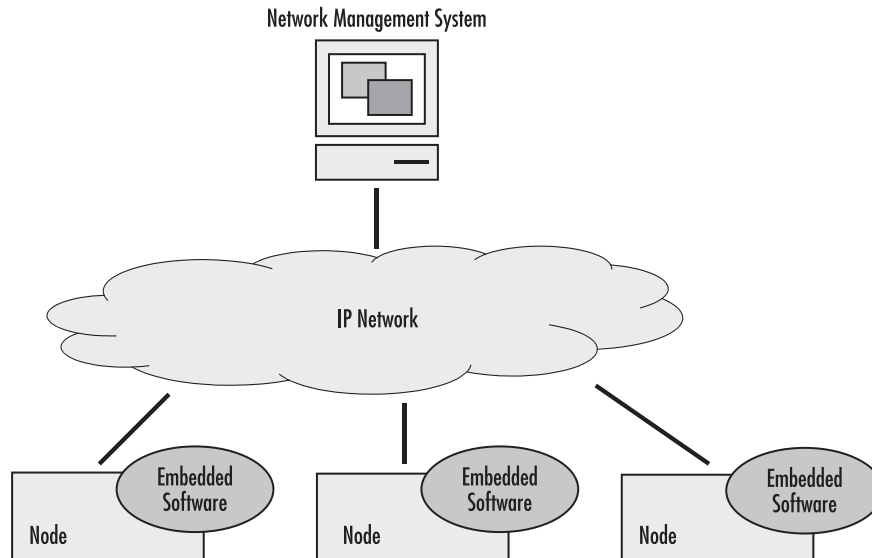 Network Management System
IP Network
Embedded
Software
Node
Embedded
Software
Node
Embedded
Software
Node